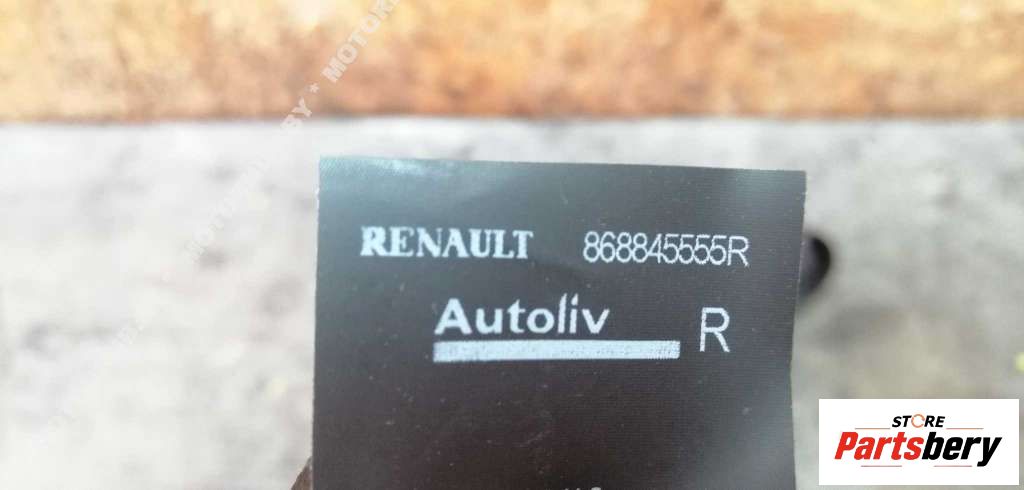 RENAULT 868845555R
Autoliv R
STORE
Partsbery